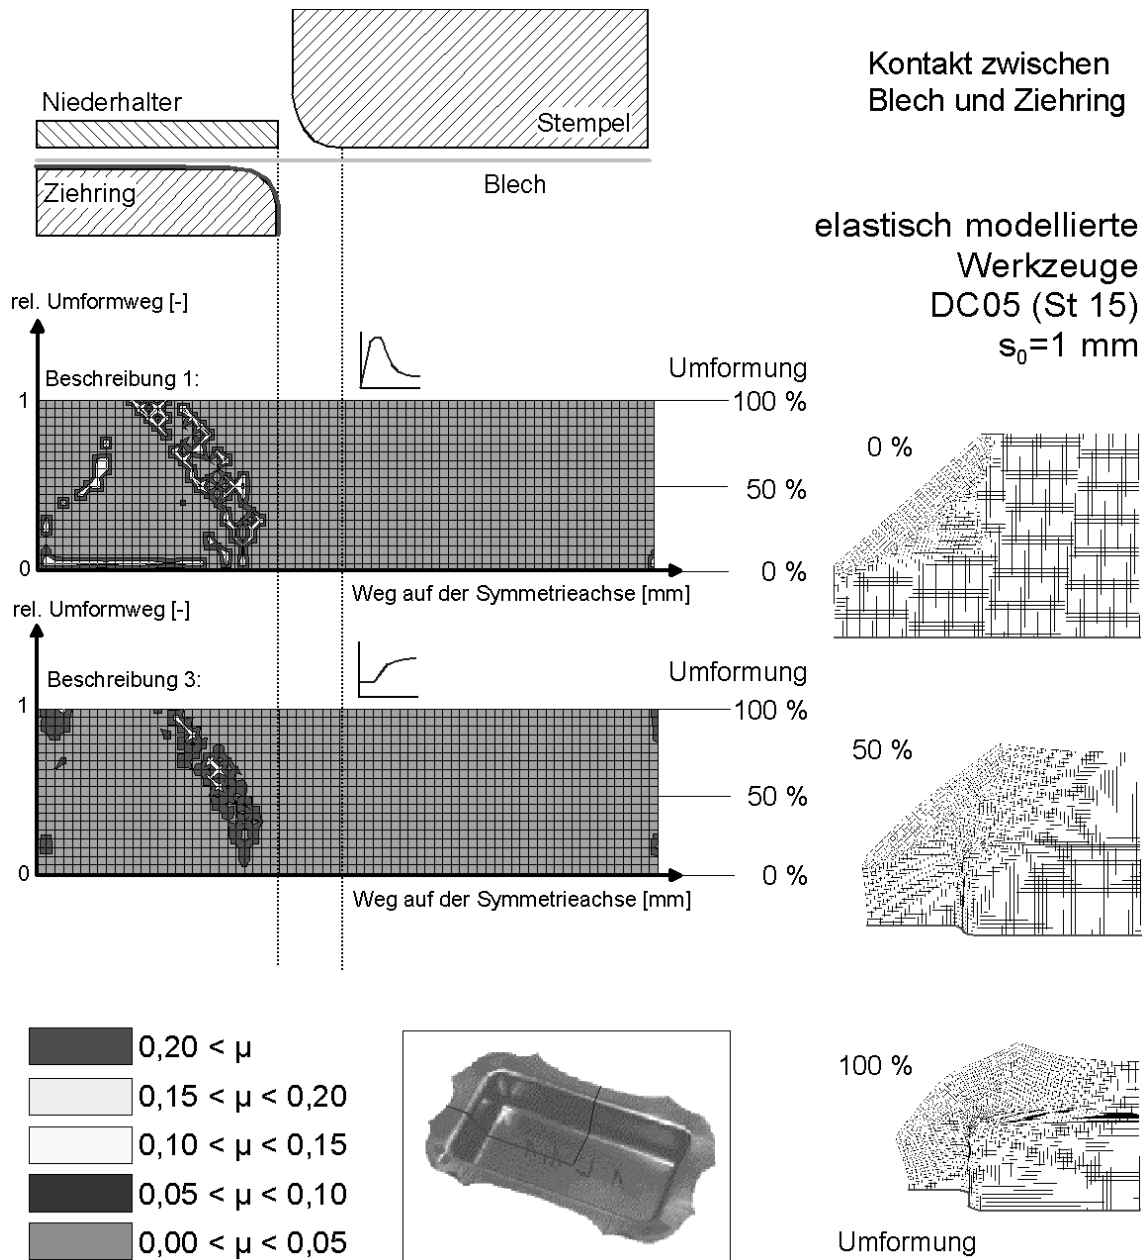 Kontakt zwischen
Blech und Ziehring
Niederhalter
Stempel
Ziehring
Blech
elastisch modellierte
Werkzeuge
DC05 (St 15)
s₀=1 mm
rel. Umformweg [-]
Beschreibung 1:
Umformung
1
100 %
50 %
0
0 %
Weg auf der Symmetrieachse [mm]
0 %
rel. Umformweg [-]
Beschreibung 3:
Umformung
1
100 %
50 %
0
0 %
Weg auf der Symmetrieachse [mm]
50 %
0,20 < µ
0,15 < µ < 0,20
0,10 < µ < 0,15
0,05 < µ < 0,10
0,00 < µ < 0,05
100 %
Umformung